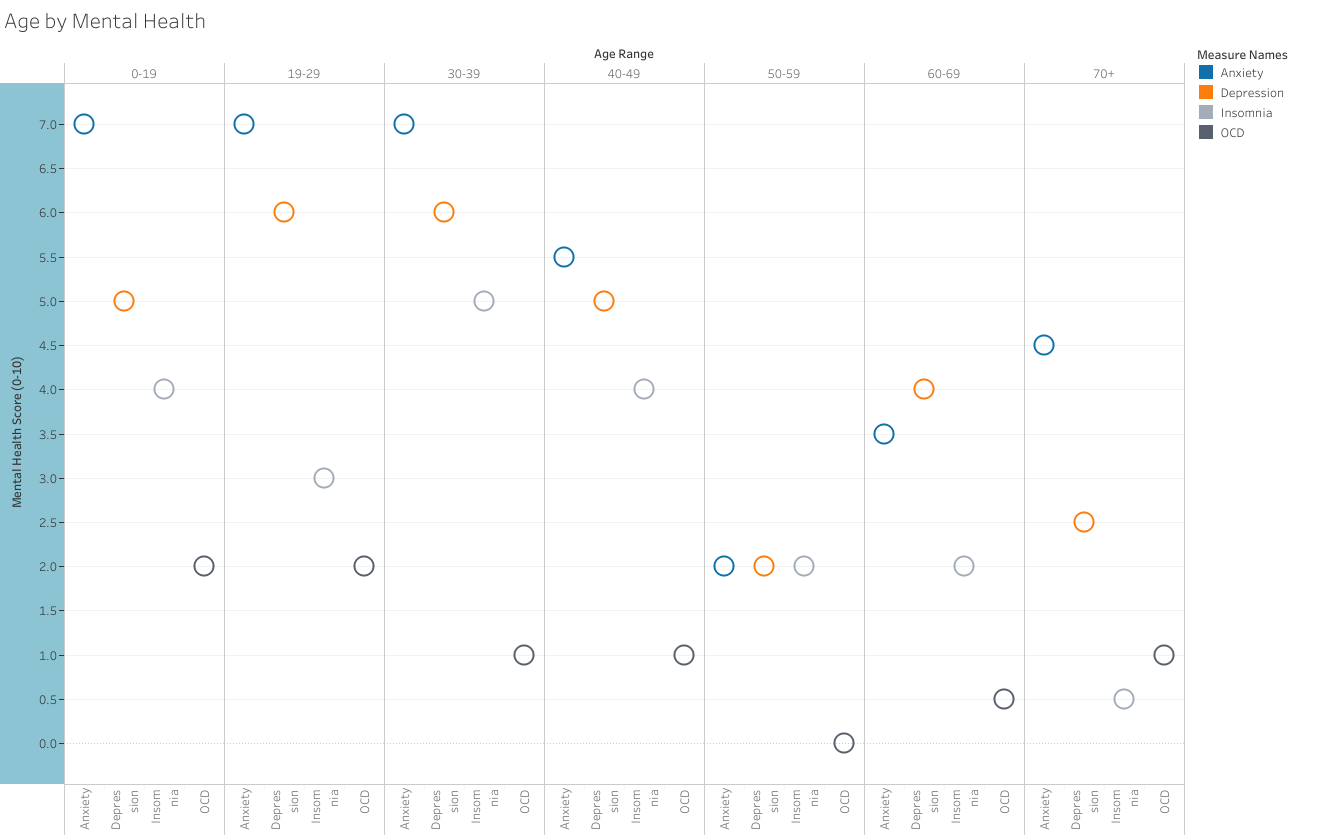 Age by Mental Health
Age Range
0-19
19-29
30-39
40-49
50-59
60-69
70+
Measure Names
Anxiety
Depression
Insomnia
OCD
Mental Health Score (0-10)
7.0
6.5
6.0
5.5
5.0
4.5
4.0
3.5
3.0
2.5
2.0
1.5
1.0
0.5
0.0
Anxiety
Depres
sion
Insom
nia
OCD
Anxiety
Depres
sion
Insom
nia
OCD
Anxiety
Depres
sion
Insom
nia
OCD
Anxiety
Depres
sion
Insom
nia
OCD
Anxiety
Depres
sion
Insom
nia
OCD
Anxiety
Depres
sion
Insom
nia
OCD
Anxiety
Depres
sion
Insom
nia
OCD